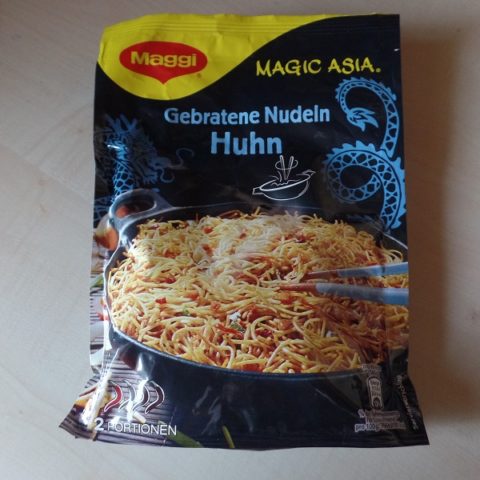 Maggi
MAGIC ASIA®
Gebratene Nudeln
Huhn
2 PORTIONEN